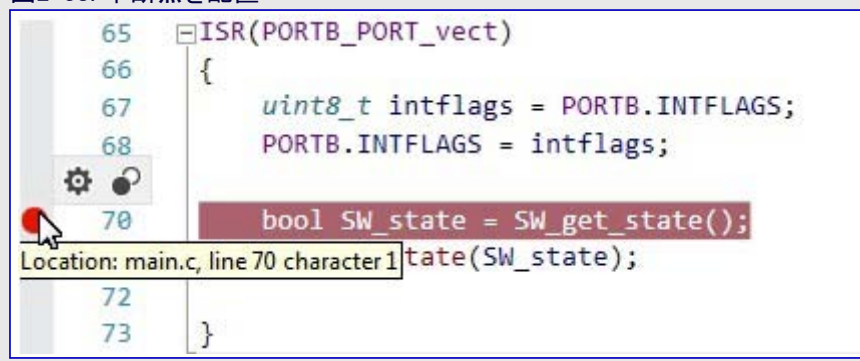 65 ISR(PORTB_PORT_vect)
66 {
67 uint8_t intflags = PORTB.INTFLAGS;
68 PORTB.INTFLAGS = intflags;
70 bool SW_state = SW_get_state();
Location: main.c, line 70 character 1 tate(SW_state);
72
73 }